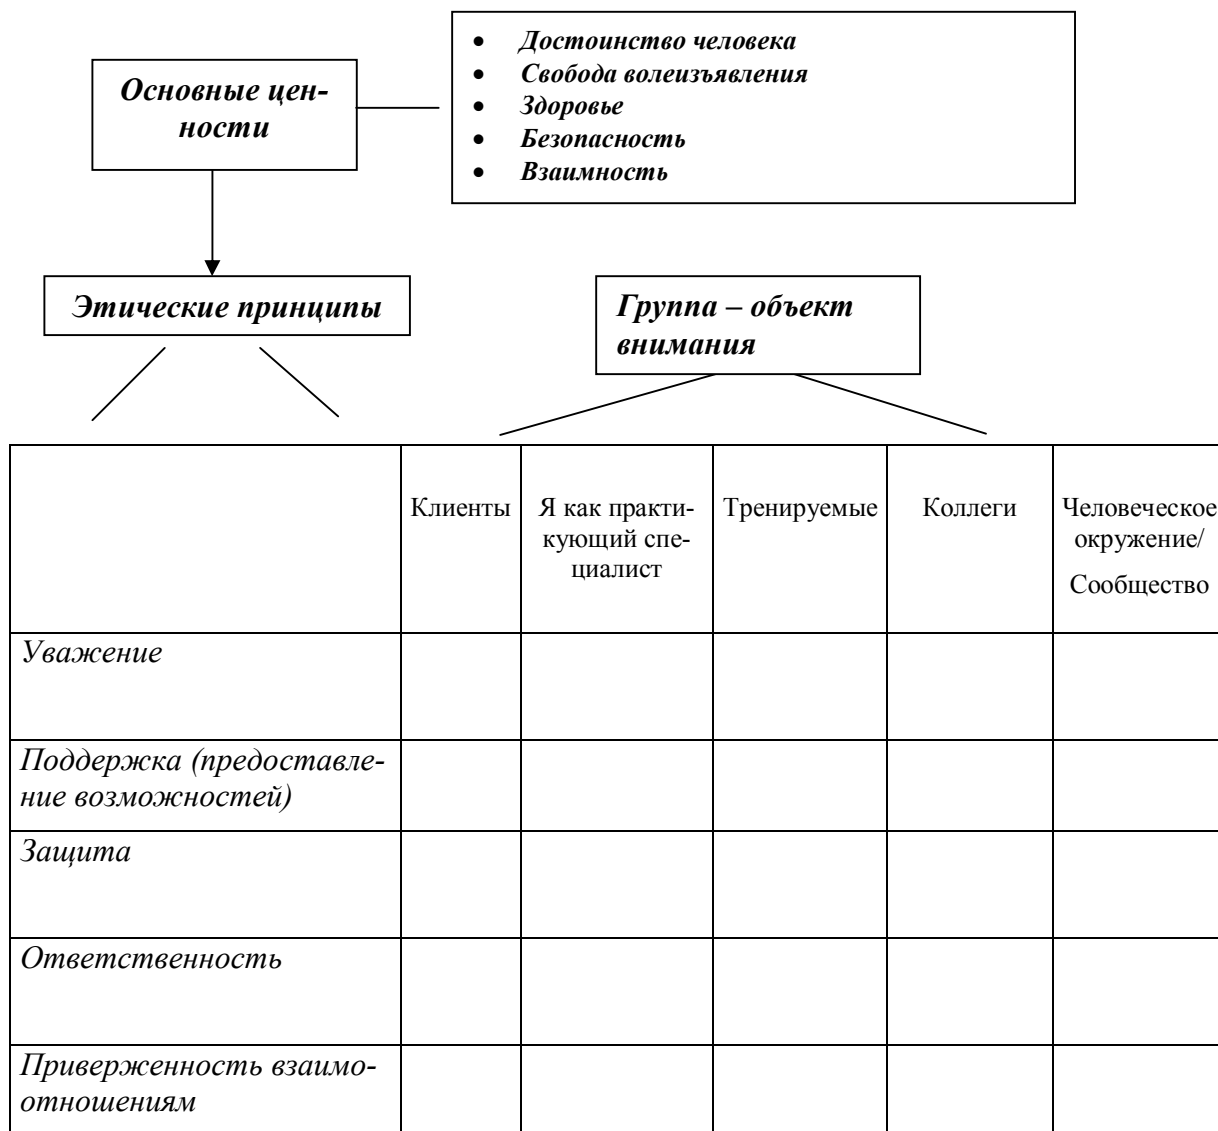 • Достоинство человека
• Свобода волеизъявления
• Здоровье
• Безопасность
• Взаимность
Основные цен-
ности
Этические принципы
Группа – объект
внимания
Клиенты
Я как практи-
кующий спе-
циалист
Тренируемые
Коллеги
Человеческое
окружение/
Сообщество
Уважение
Поддержка (предоставле-
ние возможностей)
Защита
Ответственность
Приверженность взаимо-
отношениям